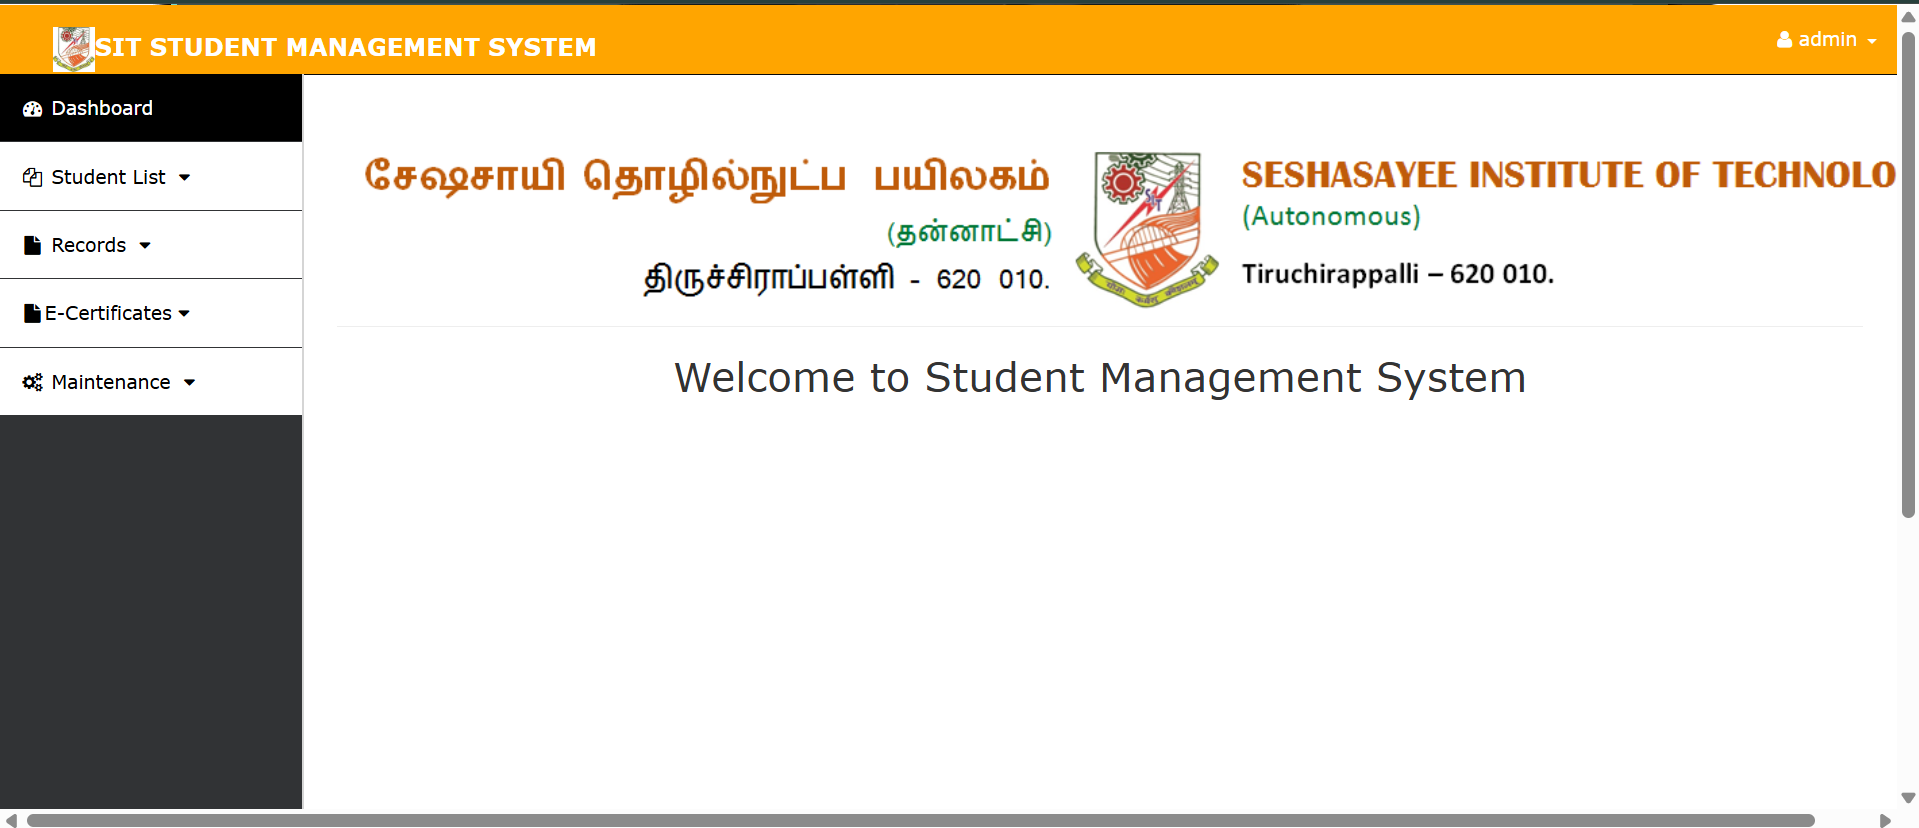 SIT STUDENT MANAGEMENT SYSTEM
admin
Dashboard
Student List
Records
E-Certificates
Maintenance
சேஷசாயி தொழில்நுட்ப பயிலகம்
(தன்னாட்சி)
திருச்சிராப்பள்ளி - 620 010.
SESHASAYEE INSTITUTE OF TECHNOLO
(Autonomous)
Tiruchirappalli – 620 010.
Welcome to Student Management System